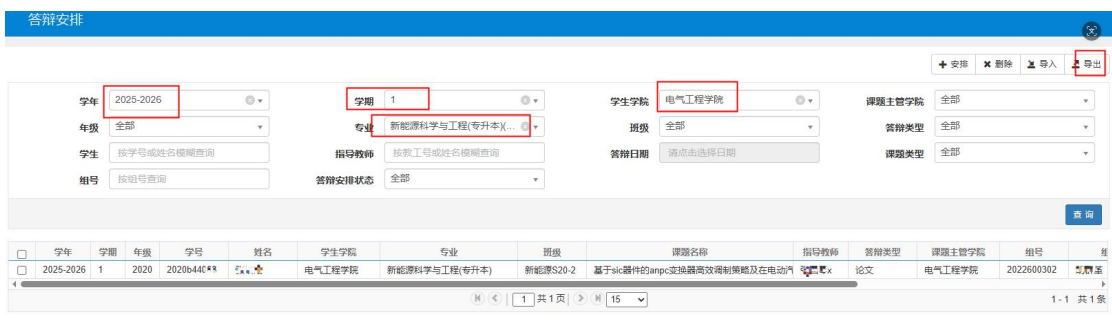 答辩安排
安排 删除 导入 导出
学年 2025-2026 学期 1 学生学院 电气工程学院 课题主管学院 全部
年级 全部 专业 新能源科学与工程(专升本)(... 班级 全部 答辩类型 全部
学生 按学号或姓名模糊查询 指导教师 按教工号或姓名模糊查询 答辩日期 请点击选择日期 课题类型 全部
组号 按组号查询 答辩安排状态 全部
查询
学年 学期 年级 学号 姓名 学生学院 专业 班级 课题名称 指导教师 答辩类型 课题主管学院 组号
2025-2026 1 2020 2020b440 电气工程学院 新能源科学与工程(专升本) 新能源S20-2 基于sic器件的anpc变换器高效调制策略及在电动汽 论文 电气工程学院 2022600302
1 共1页 15 1-1 共1条